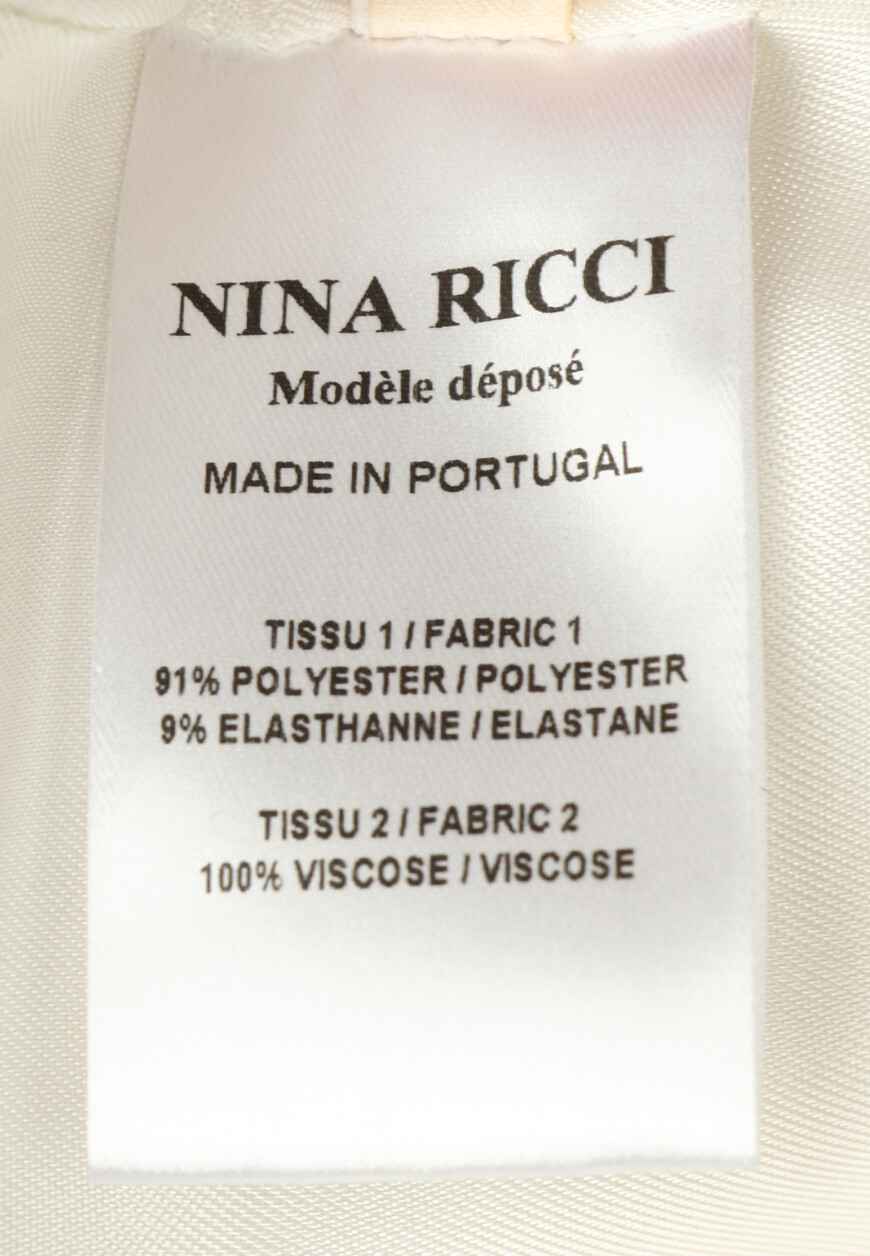 NINA RICCI
Modèle déposé
MADE IN PORTUGAL
TISSU 1 / FABRIC 1
91% POLYESTER / POLYESTER
9% ELASTHANNE / ELASTANE
TISSU 2 / FABRIC 2
100% VISCOSE / VISCOSE